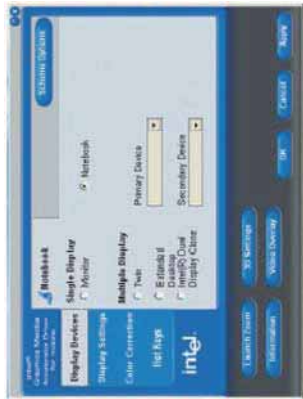 Intel®
Graphics Media
Accelerator Driver
for mobile
Display Devices
Display Settings
Color Correction
Hot Keys
intel
Notebook
Scheme Options
Single Display
Monitor
Notebook
Multiple Display
Twin
Extended
Desktop
Intel(R) Dual
Display Clone
Primary Device
Secondary Device
Launch Zoom
3D Settings
Information
Video Overlay
OK
Cancel
Apply